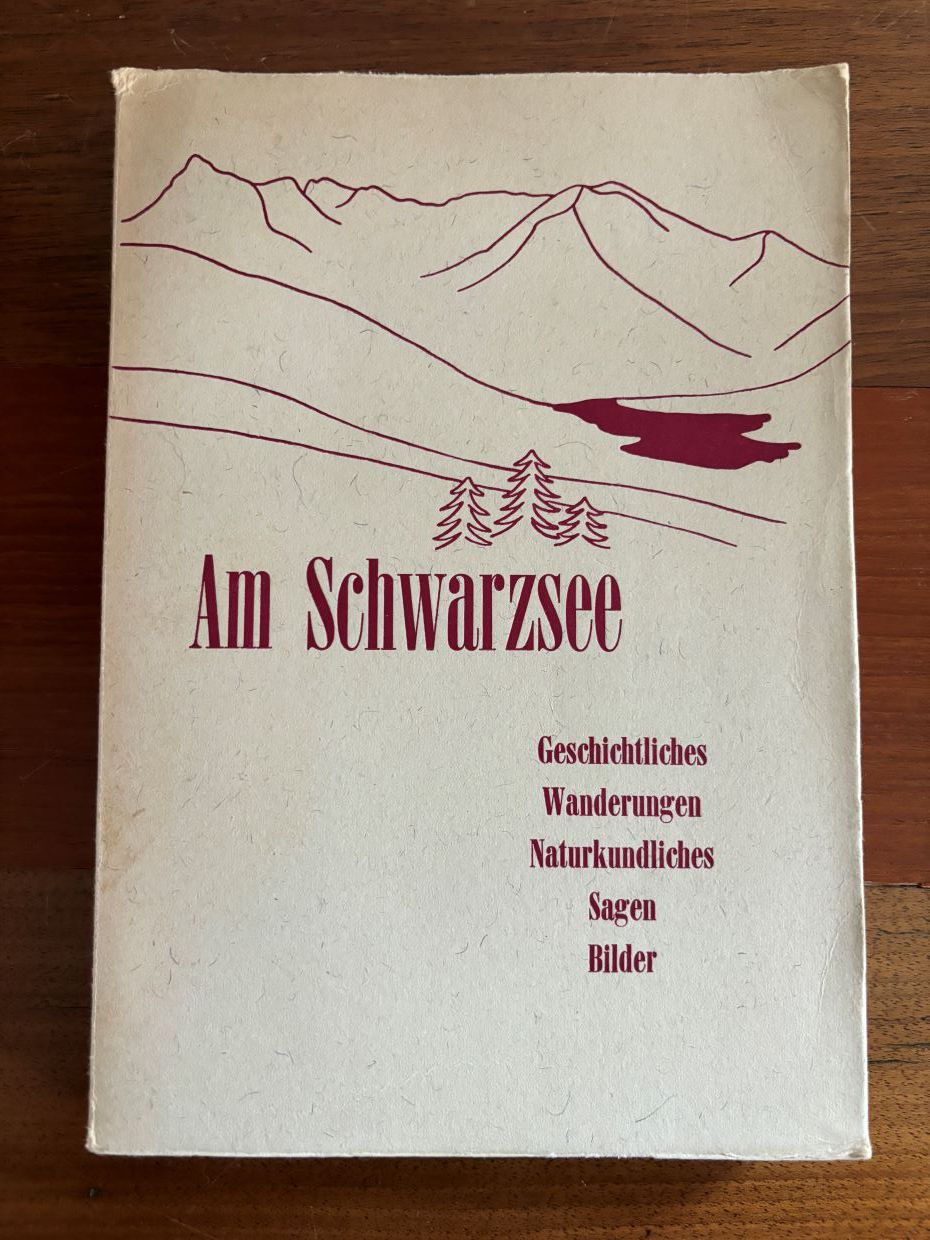 Am Schwarzsee
Geschichtliches
Wanderungen
Naturkundliches
Sagen
Bilder